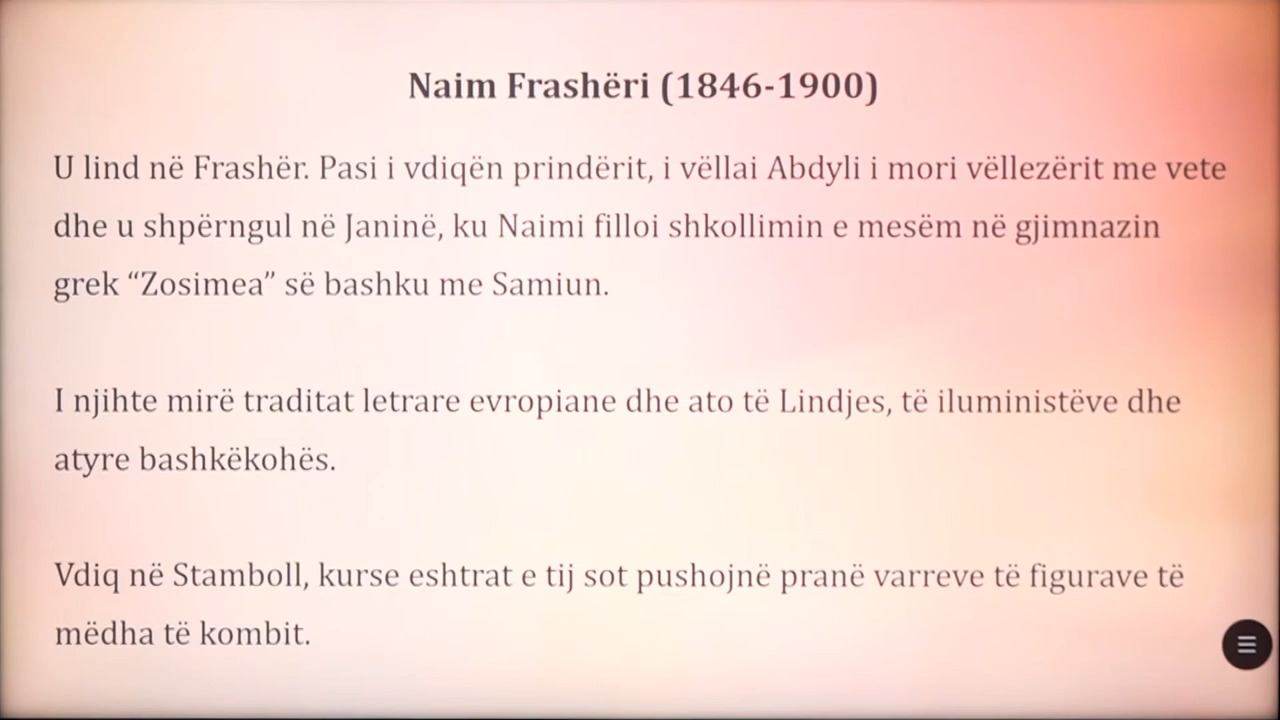 Naim Frashëri (1846-1900)
U lind në Frashër. Pasi i vdiqën prindërit, i vëllai Abdyli i mori vëllezërit me vete
dhe u shpërngul në Janinë, ku Naimi filloi shkollimin e mesëm në gjimnazin
grek “Zosimea” së bashku me Samiun.
I njihte mirë traditat letrare evropiane dhe ato të Lindjes, të iluministëve dhe
atyre bashkëkohës.
Vdiq në Stamboll, kurse eshtrat e tij sot pushojnë pranë varreve të figurave të
mëdha të kombit.